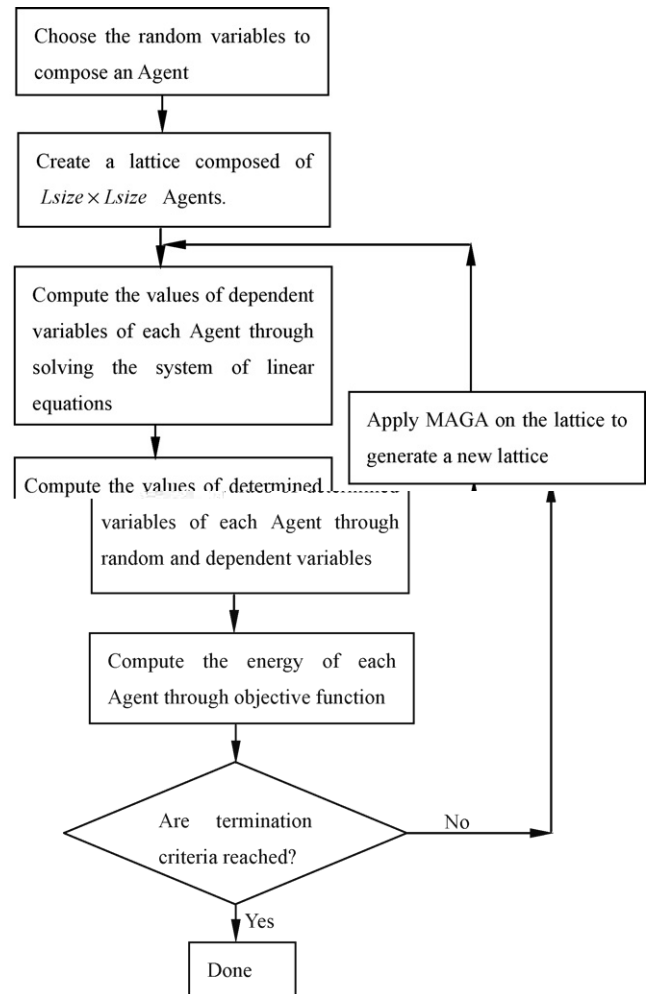 Choose the random variables to
compose an Agent
Create a lattice composed of
Lsize × Lsize Agents.
Compute the values of dependent
variables of each Agent through
solving the system of linear
equations
Apply MAGA on the lattice to
generate a new lattice
Compute the values of determined
variables of each Agent through
random and dependent variables
Compute the energy of each
Agent through objective function
Are termination
criteria reached?
No
Yes
Done